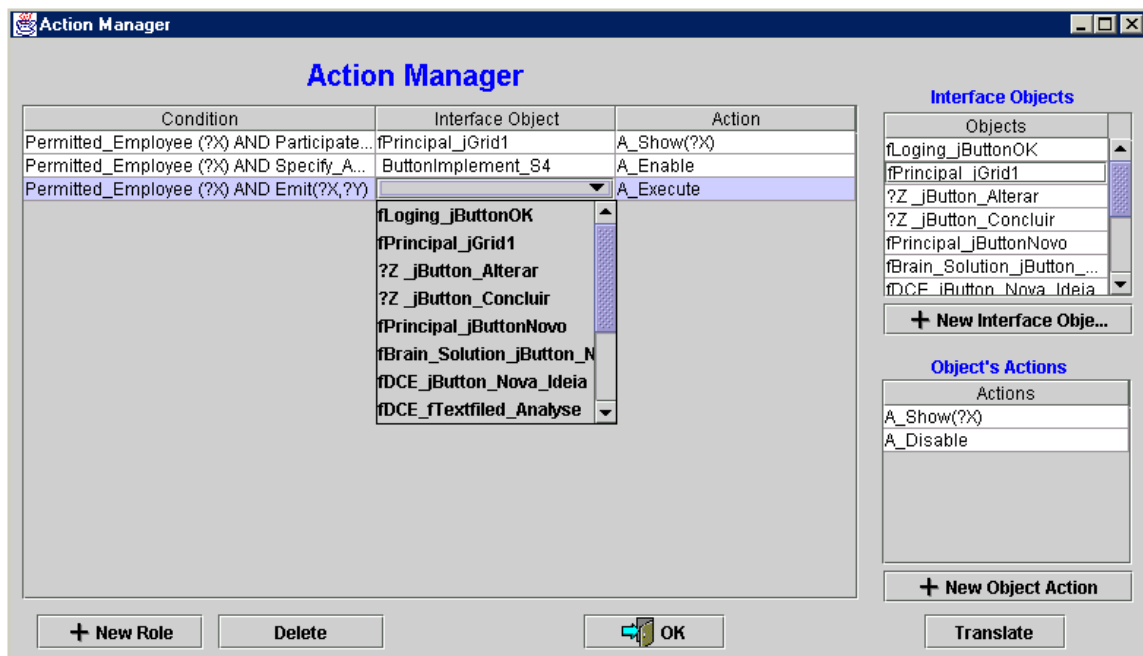 Action Manager
Action Manager
Condition Interface Object Action
Permitted_Employee (?X) AND Participate... fPrincipal_jGrid1 A_Show(?X)
Permitted_Employee (?X) AND Specify_A... ButtonImplement_S4 A_Enable
Permitted_Employee (?X) AND Emit(?X,?Y) A_Execute
fLoging_jButtonOK
fPrincipal_jGrid1
?Z _jButton_Alterar
?Z _jButton_Concluir
fPrincipal_jButtonNovo
fBrain_Solution_jButton_N
fDCE_jButton_Nova_Ideia
fDCE_fTextfiled_Analyse
Interface Objects
Objects
fLoging_jButtonOK
fPrincipal_jGrid1
?Z _jButton_Alterar
?Z _jButton_Concluir
fPrincipal_jButtonNovo
fBrain_Solution_jButton_...
fDCE_jButton_Nova_Ideia
+ New Interface Obje...
Object's Actions
Actions
A_Show(?X)
A_Disable
+ New Object Action
+ New Role Delete OK Translate